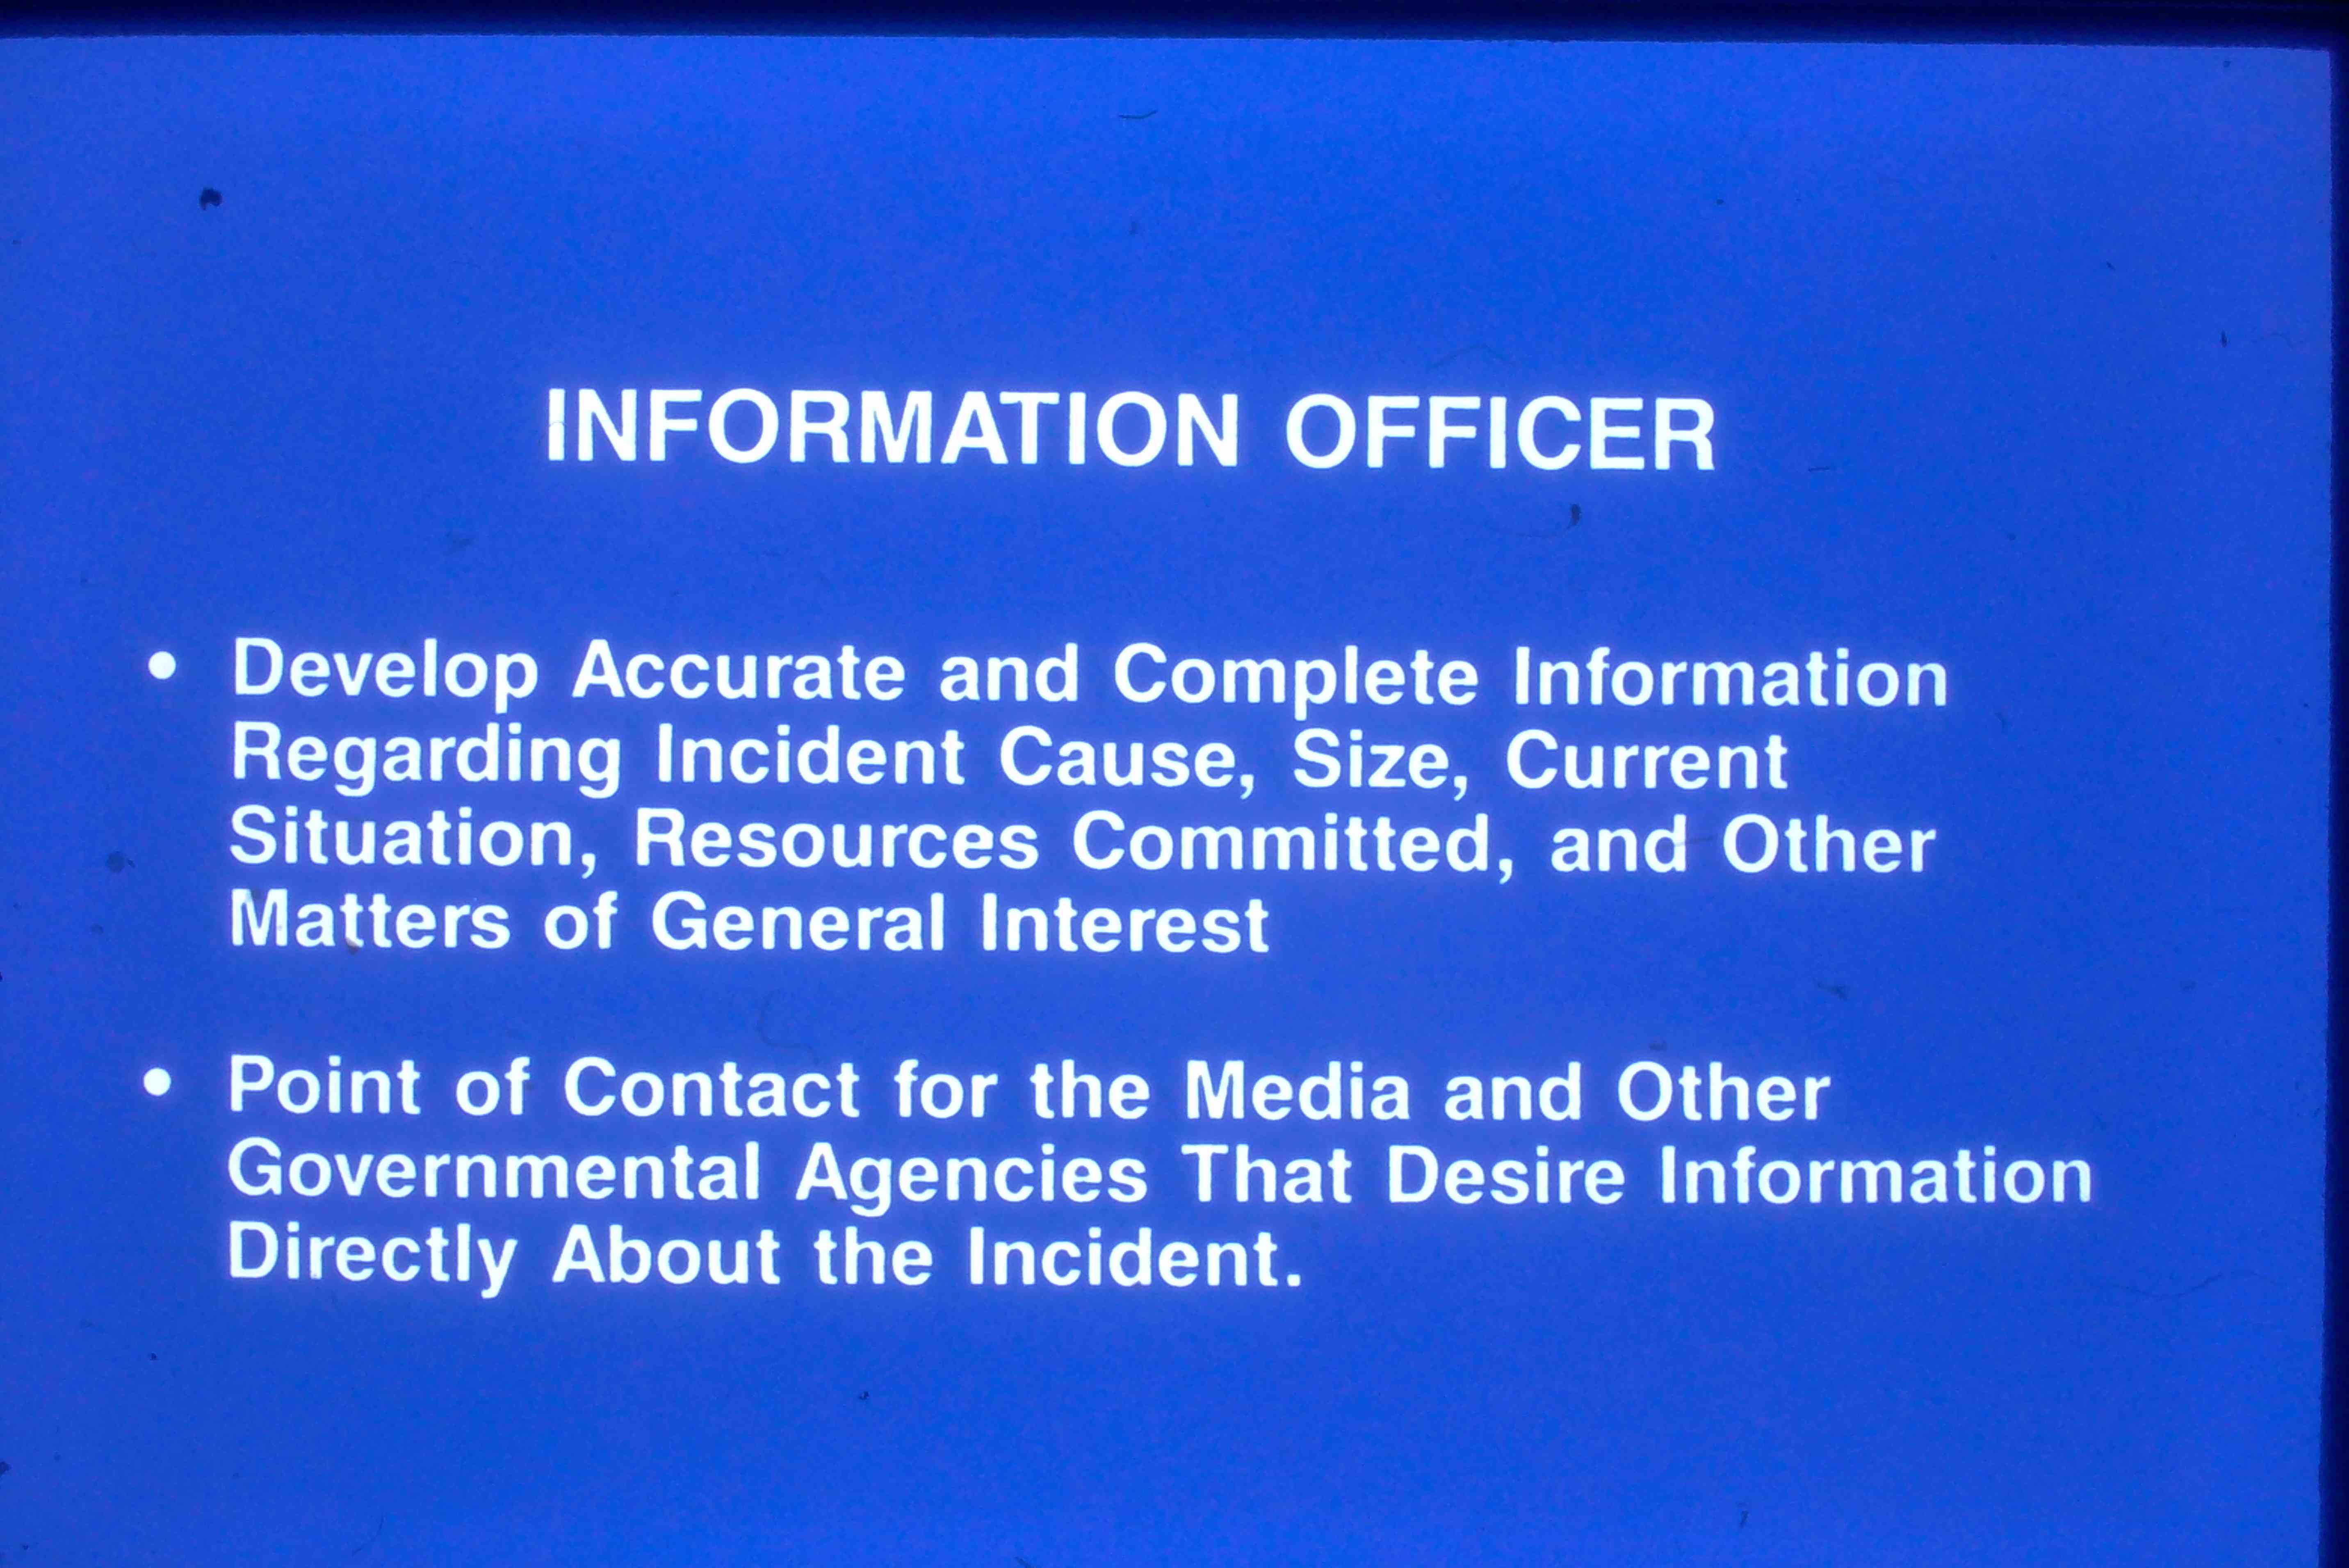 INFORMATION OFFICER
• Develop Accurate and Complete Information
Regarding Incident Cause, Size, Current
Situation, Resources Committed, and Other
Matters of General Interest
• Point of Contact for the Media and Other
Governmental Agencies That Desire Information
Directly About the Incident.